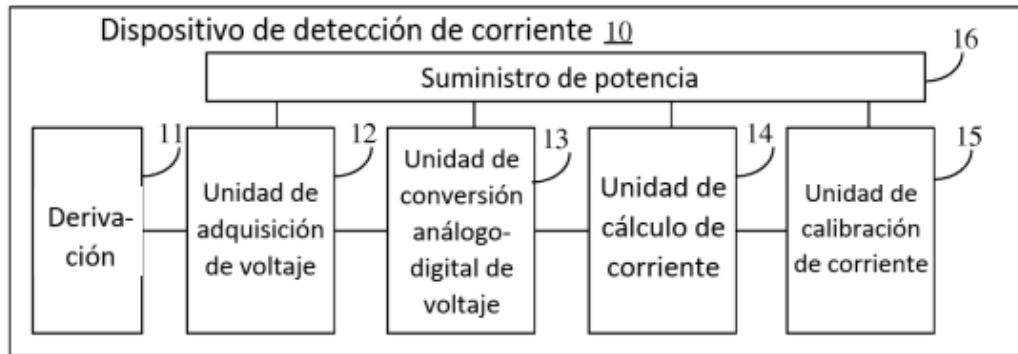 Dispositivo de detección de corriente 10
16
Suministro de potencia
11
12
13
14
15
Deriva-
ción
Unidad de
adquisición
de voltaje
Unidad de
conversión
análogo-
digital de
voltaje
Unidad de
cálculo de
corriente
Unidad de
calibración
de corriente